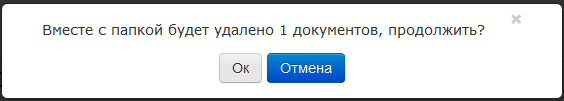 Вместе с папкой будет удалено 1 документов, продолжить?
Ок Отмена